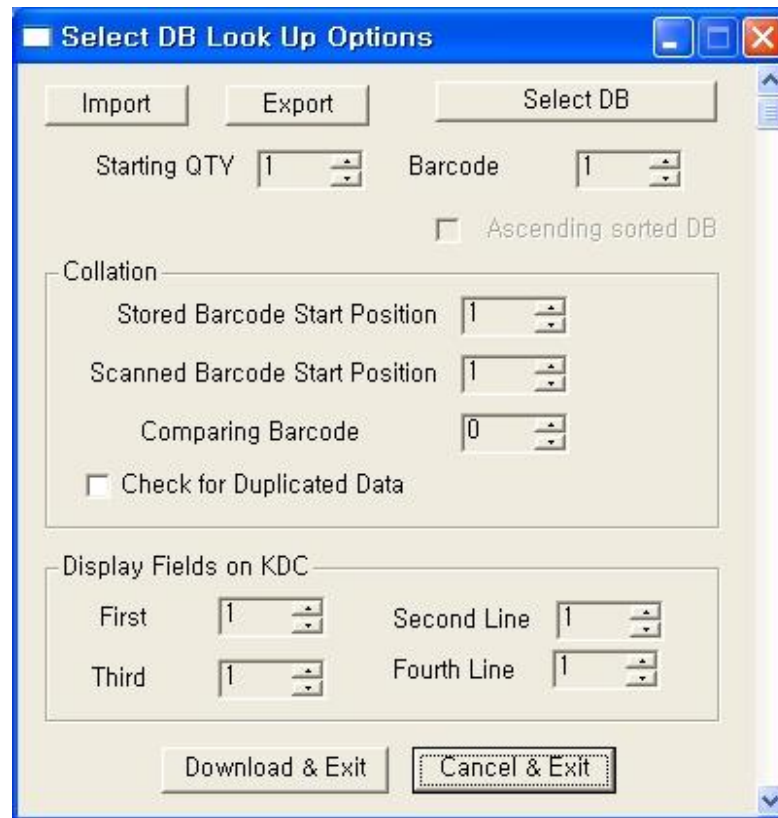 Select DB Look Up Options
Import Export Select DB
Starting QTY 1 Barcode 1
Ascending sorted DB
Collation
Stored Barcode Start Position 1
Scanned Barcode Start Position 1
Comparing Barcode 0
Check for Duplicated Data
Display Fields on KDC
First 1 Second Line 1
Third 1 Fourth Line 1
Download & Exit Cancel & Exit